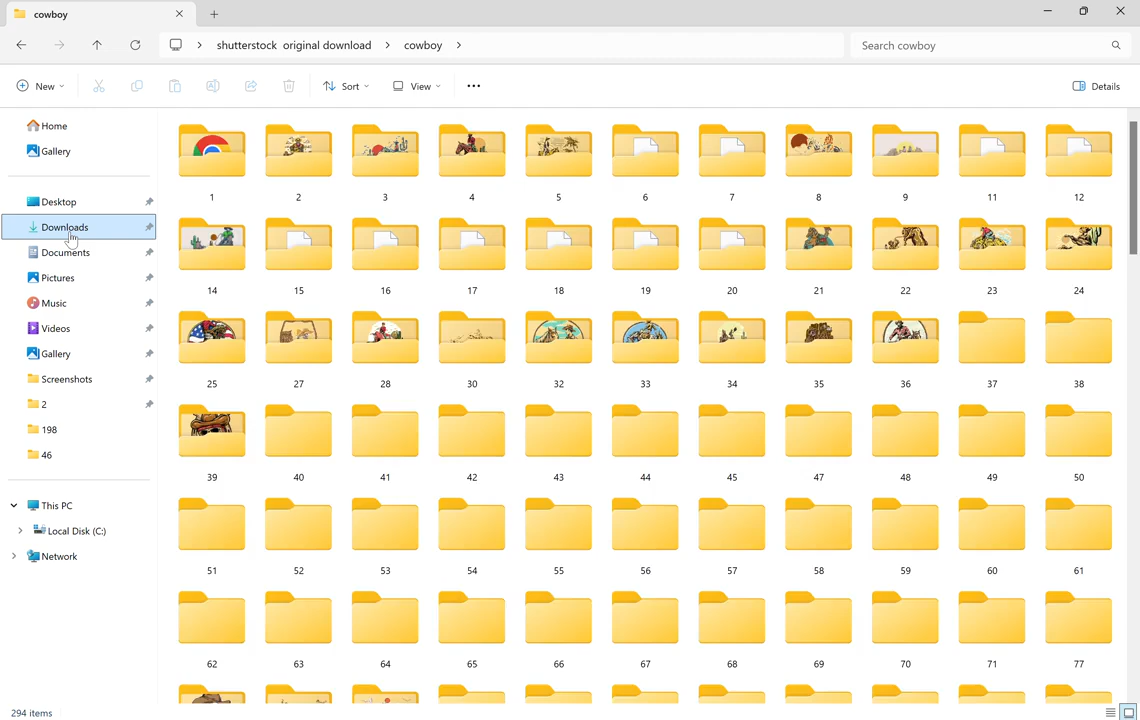 cowboy
shutterstock original download > cowboy >
Search cowboy
New
Sort
View
Details
Home
Gallery
Desktop
Downloads
Documents
Pictures
Music
Videos
Gallery
Screenshots
2
198
46
This PC
Local Disk (C:)
Network
1 2 3 4 5 6 7 8 9 11 12
14 15 16 17 18 19 20 21 22 23 24
25 27 28 30 32 33 34 35 36 37 38
39 40 41 42 43 44 45 47 48 49 50
51 52 53 54 55 56 57 58 59 60 61
62 63 64 65 66 67 68 69 70 71 77
294 items